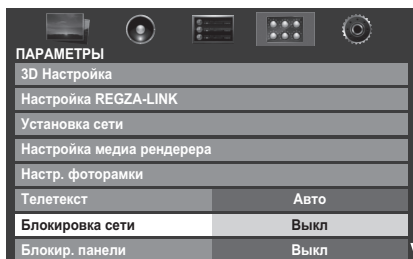 ПАРАМЕТРЫ
3D Настройка
Настройка REGZA-LINK
Установка сети
Настройка медиа рендерера
Настр. фоторамки
Телетекст Авто
Блокировка сети Выкл
Блокир. панели Выкл